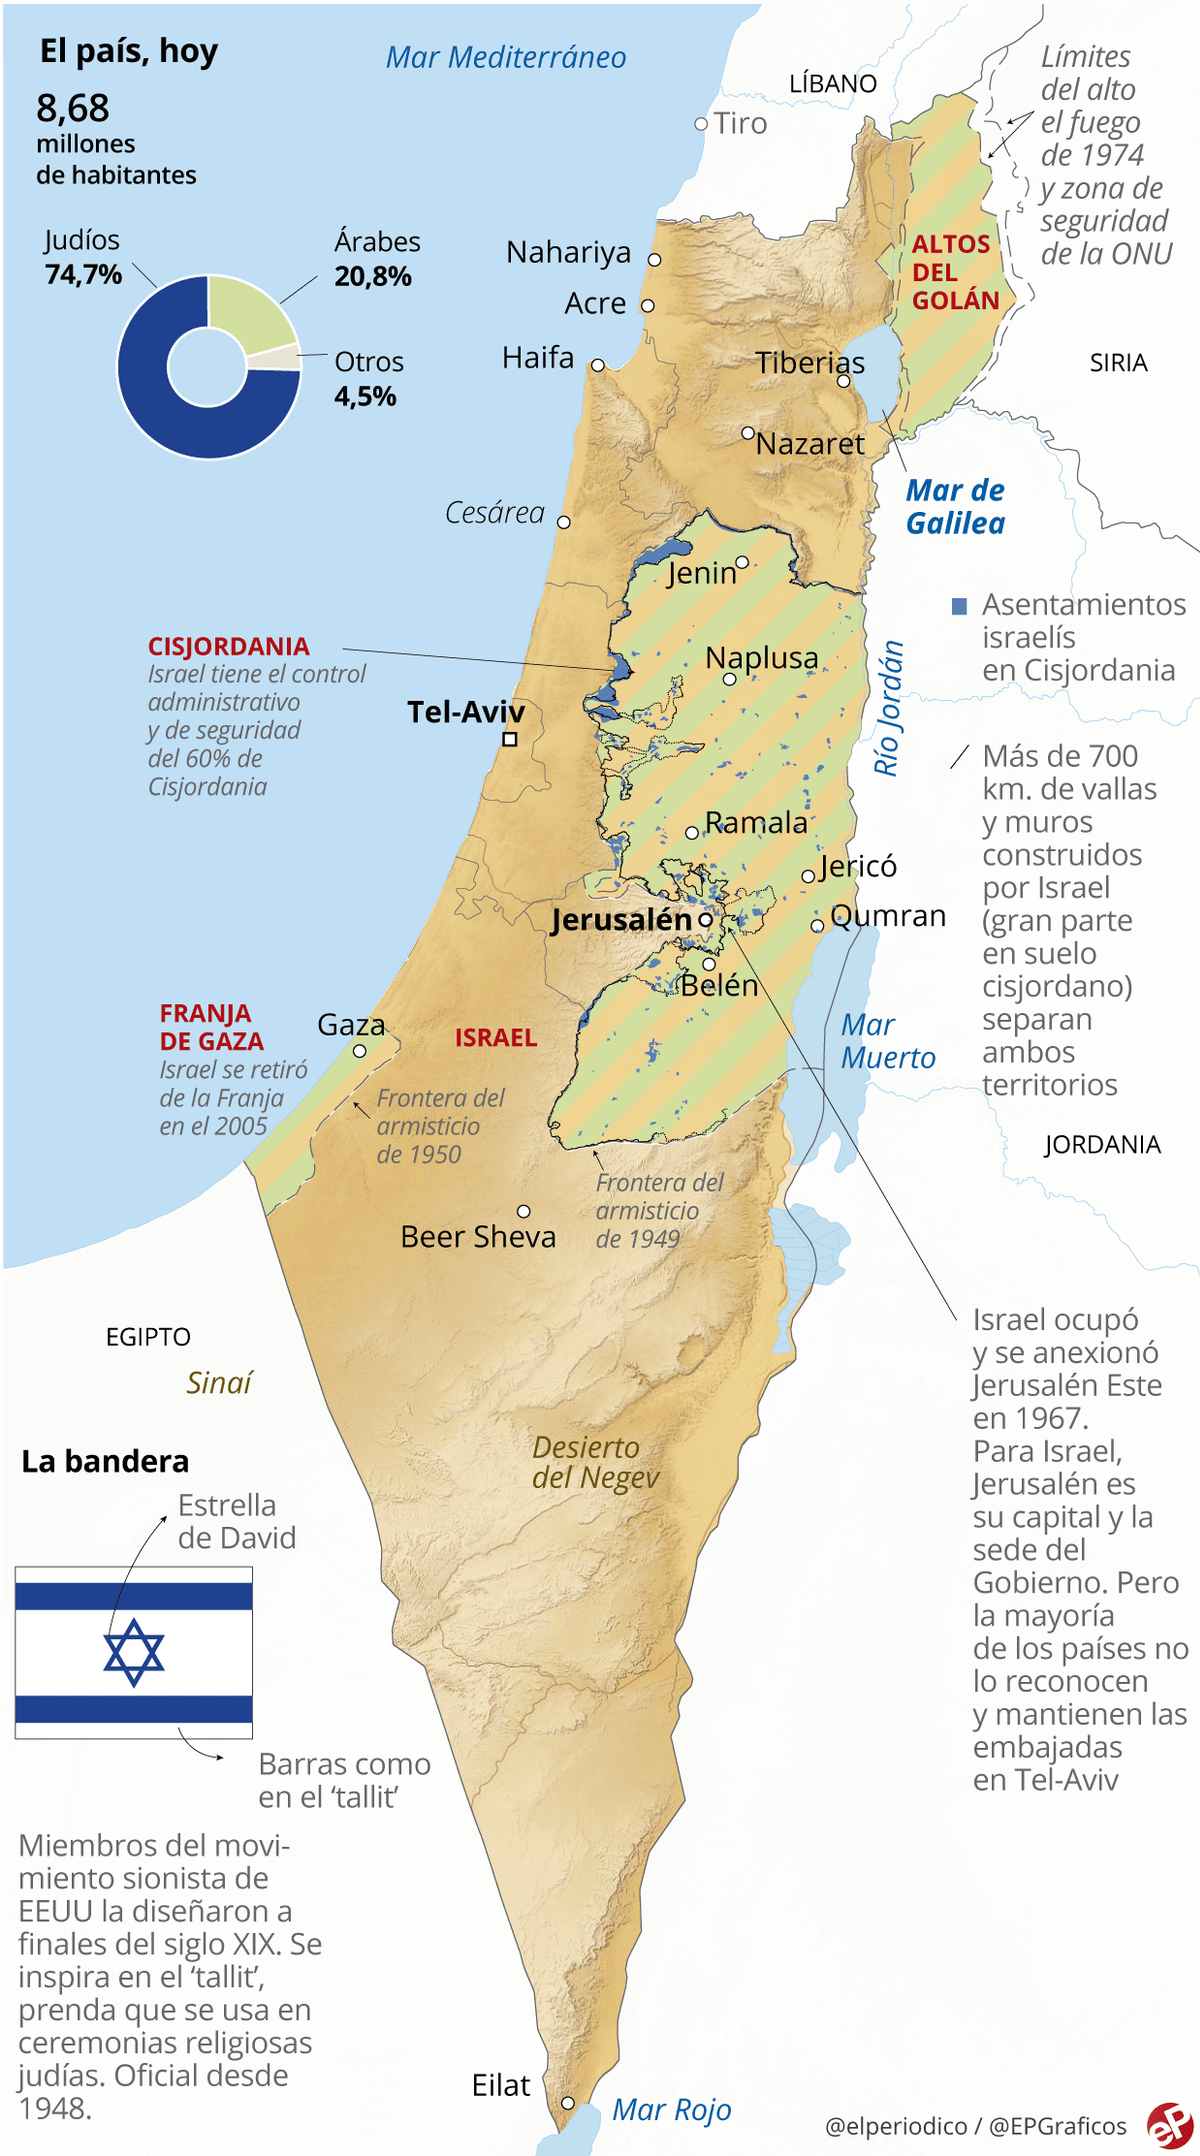 El país, hoy
8,68
millones
de habitantes
Judíos
74,7%
Árabes
20,8%
Otros
4,5%
Mar Mediterráneo
LÍBANO
Tiro
Límites
del alto
el fuego
de 1974
y zona de
seguridad
de la ONU
ALTOS
DEL
GOLÁN
SIRIA
Nahariya
Acre
Haifa
Tiberias
Nazaret
Mar de
Galilea
Cesárea
Jenin
Asentamientos
israelís
en Cisjordania
CISJORDANIA
Israel tiene el control
administrativo
y de seguridad
del 60% de
Cisjordania
Naplusa
Río Jordán
Tel-Aviv
Más de 700
km. de vallas
y muros
construidos
por Israel
(gran parte
en suelo
cisjordano)
separan
ambos
territorios
Ramala
Jericó
Jerusalén
Qumran
Belén
FRANJA
DE GAZA
Israel se retiró
de la Franja
en el 2005
Gaza
ISRAEL
Mar
Muerto
Frontera del
armisticio
de 1950
JORDANIA
Frontera del
armisticio
de 1949
Beer Sheva
EGIPTO
Sinaí
Israel ocupó
y se anexionó
Jerusalén Este
en 1967.
Para Israel,
Jerusalén es
su capital y la
sede del
Gobierno. Pero
la mayoría
de los países no
lo reconocen
y mantienen las
embajadas
en Tel-Aviv
Desierto
del Negev
La bandera
Estrella
de David
Barras como
en el ‘tallit’
Miembros del movi-
miento sionista de
EEUU la diseñaron a
finales del siglo XIX. Se
inspira en el ‘tallit’,
prenda que se usa en
ceremonias religiosas
judías. Oficial desde
1948.
Eilat
Mar Rojo
@elperiodico / @EPGraficos
eP